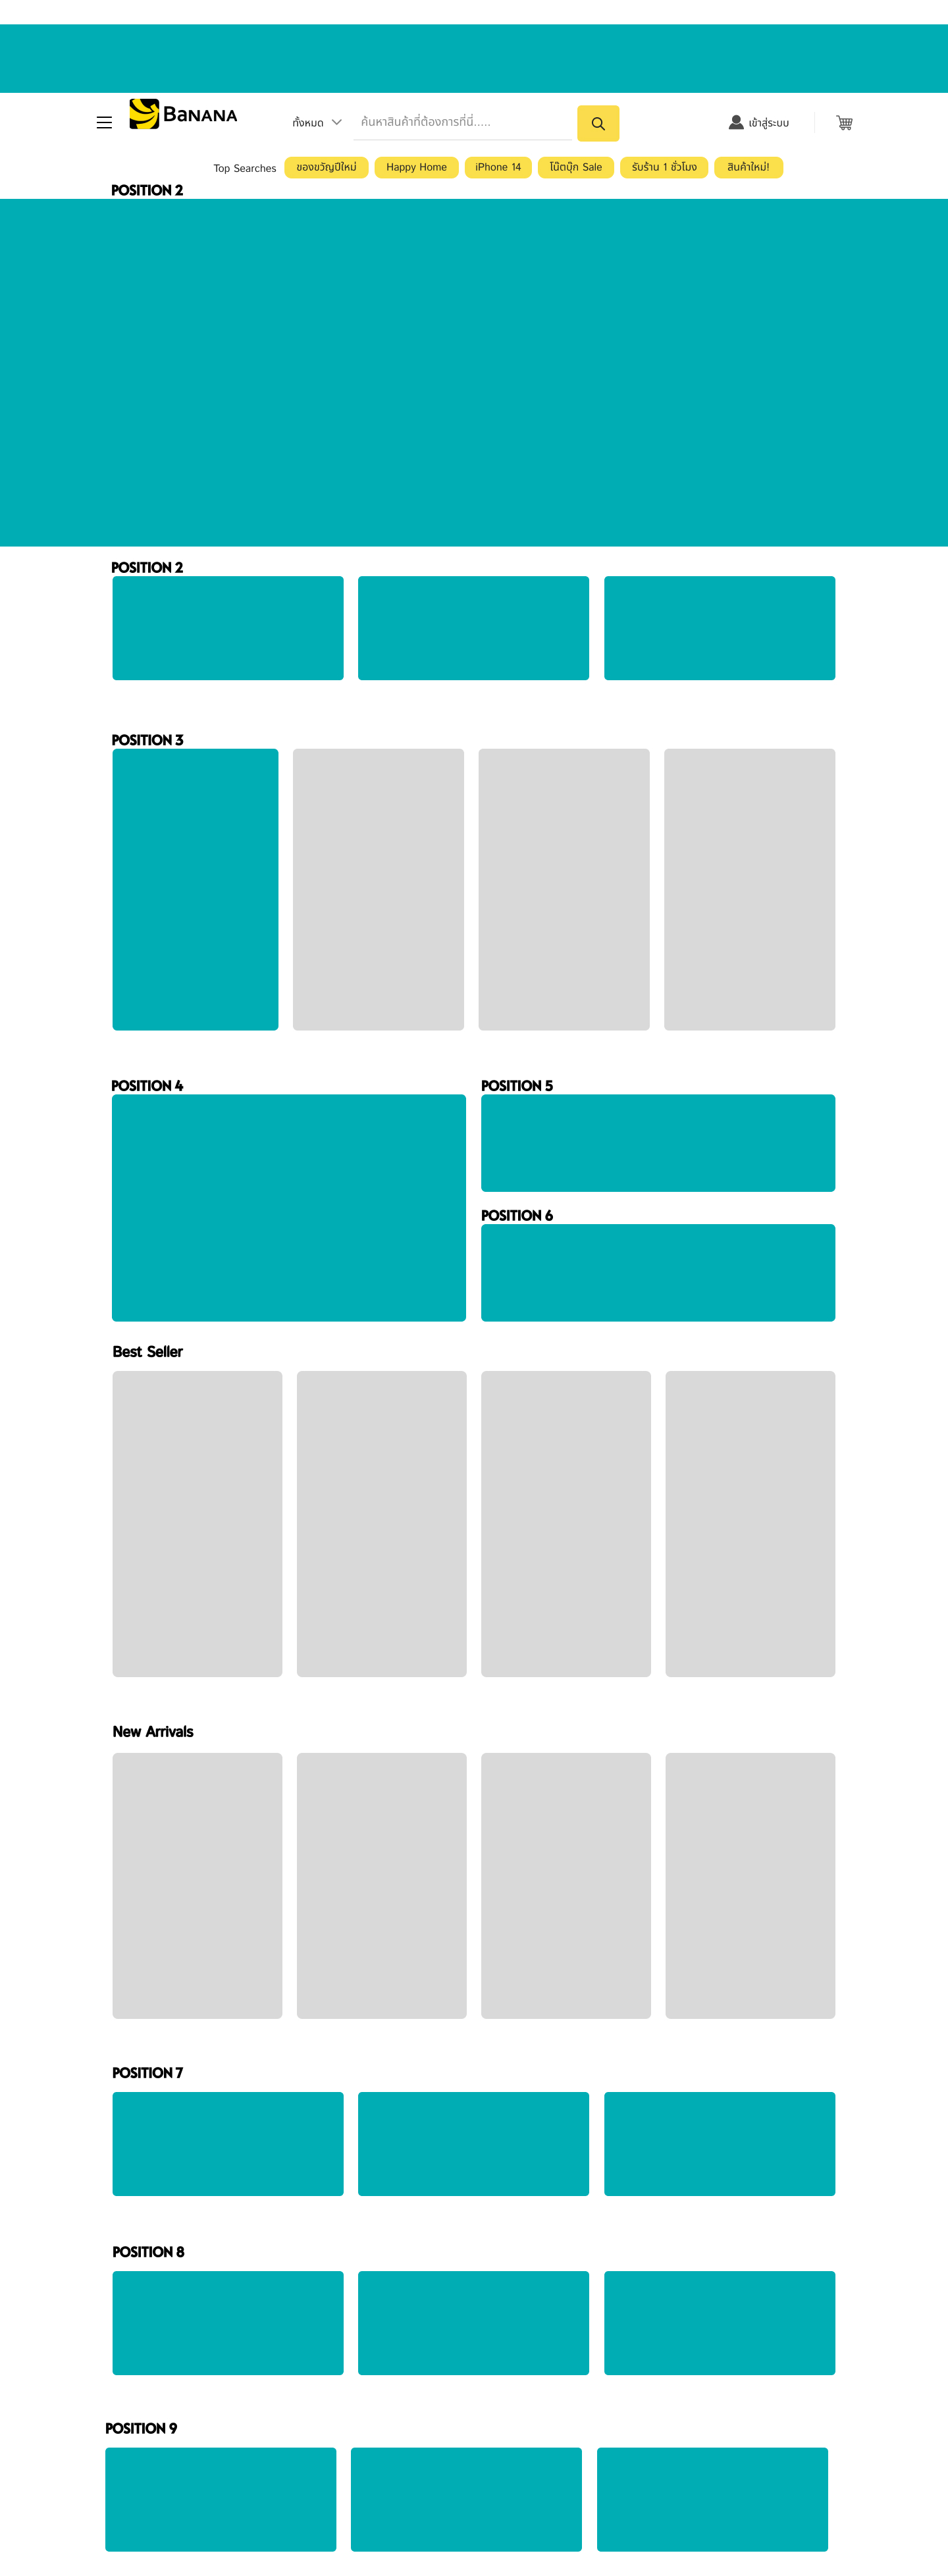 BANANA
ทั้งหมด
ค้นหาสินค้าที่ต้องการที่นี่.....
เข้าสู่ระบบ
Top Searches
ของขวัญปีใหม่
Happy Home
iPhone 14
โน๊ตบุ๊ก Sale
รับร้าน 1 ชั่วโมง
สินค้าใหม่!
POSITION 2
POSITION 2
POSITION 3
POSITION 4
POSITION 5
POSITION 6
Best Seller
New Arrivals
POSITION 7
POSITION 8
POSITION 9